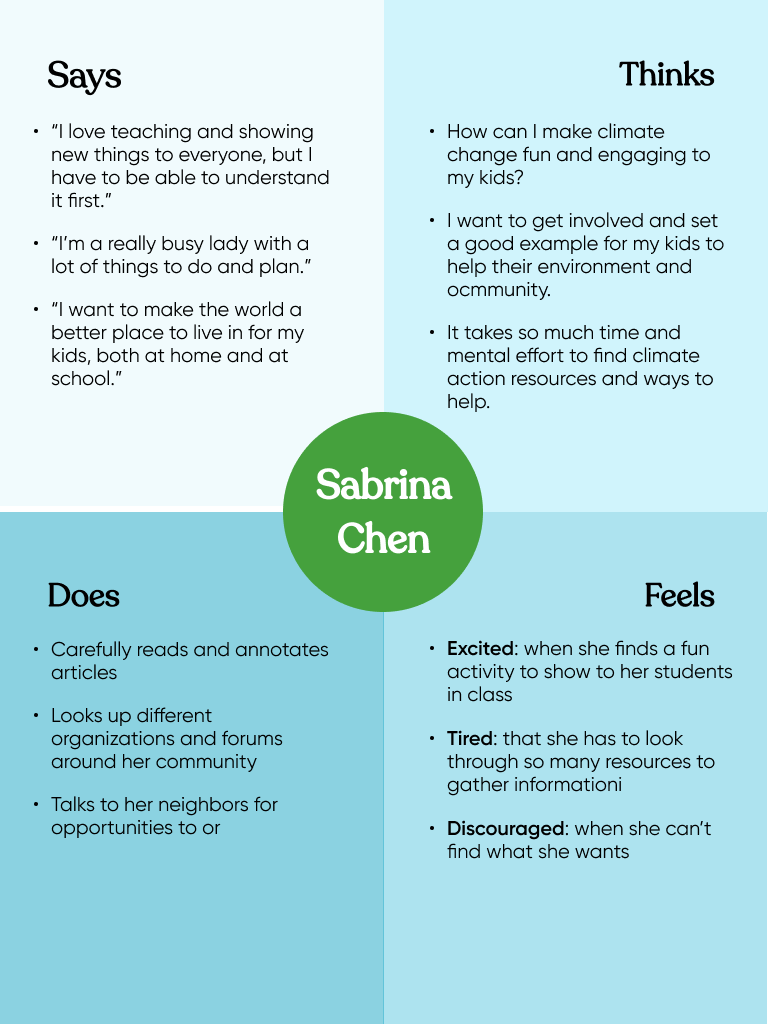 Says
• “I love teaching and showing
new things to everyone, but I
have to be able to understand
it first.”
• “I’m a really busy lady with a
lot of things to do and plan.”
• “I want to make the world a
better place to live in for my
kids, both at home and at
school.”
Thinks
• How can I make climate
change fun and engaging to
my kids?
• I want to get involved and set
a good example for my kids to
help their environment and
ocmmunity.
• It takes so much time and
mental effort to find climate
action resources and ways to
help.
Sabrina
Chen
Does
• Carefully reads and annotates
articles
• Looks up different
organizations and forums
around her community
• Talks to her neighbors for
opportunities to or
Feels
• Excited: when she finds a fun
activity to show to her students
in class
• Tired: that she has to look
through so many resources to
gather informationi
• Discouraged: when she can’t
find what she wants